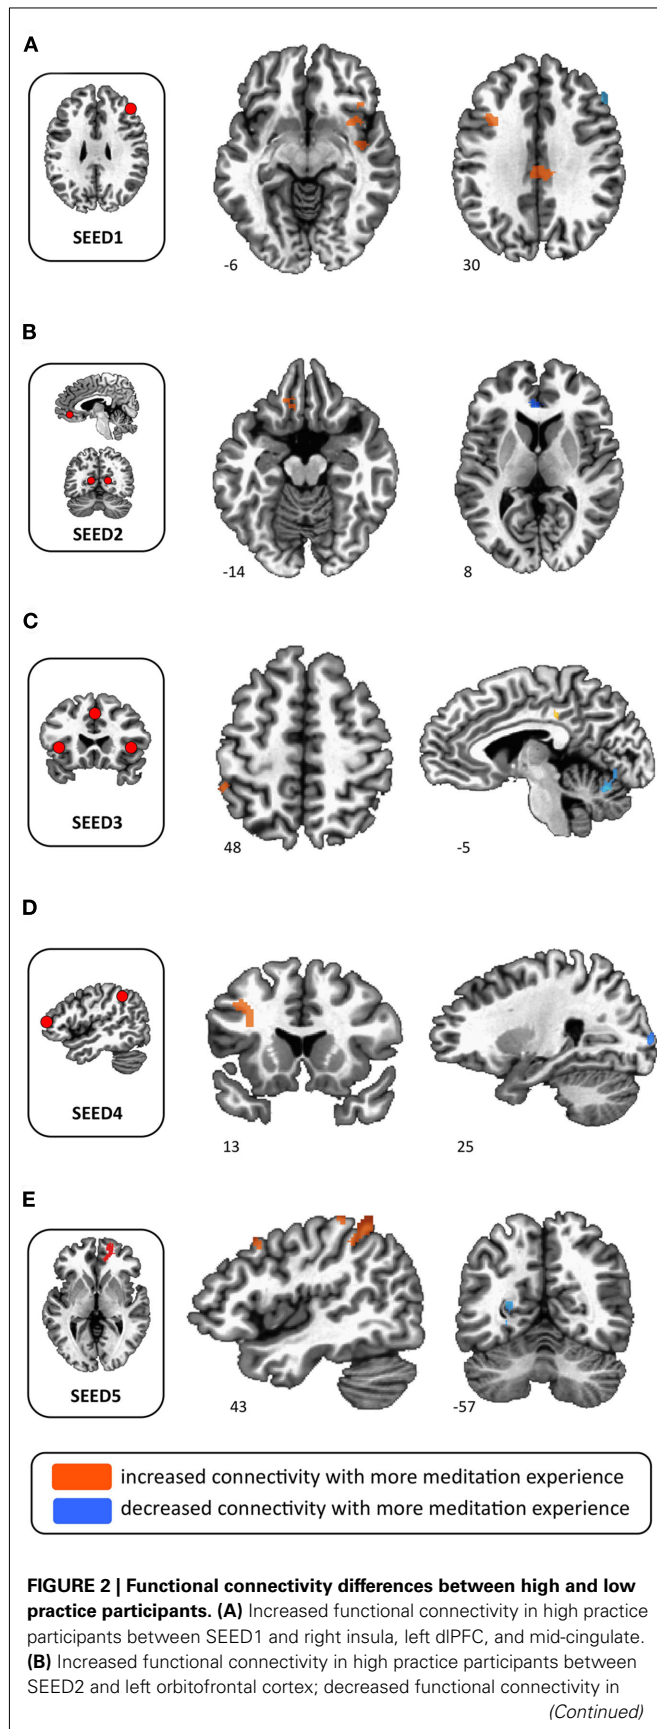 A
SEED1
-6
30
B
SEED2
-14
8
C
SEED3
48
-5
D
SEED4
13
25
E
SEED5
43
-57
increased connectivity with more meditation experience
decreased connectivity with more meditation experience
FIGURE 2 | Functional connectivity differences between high and low
practice participants. (A) Increased functional connectivity in high practice
participants between SEED1 and right insula, left dlPFC, and mid-cingulate.
(B) Increased functional connectivity in high practice participants between
SEED2 and left orbitofrontal cortex; decreased functional connectivity in
(Continued)